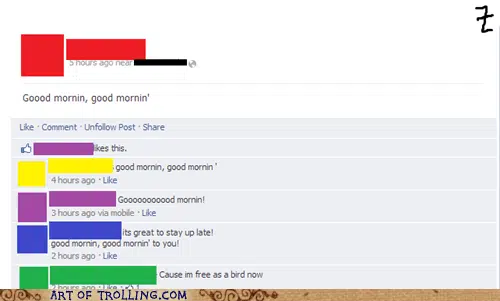 Z
5 hours ago near
Goood mornin, good mornin'
Like · Comment · Unfollow Post · Share
likes this.
good mornin, good mornin '
4 hours ago · Like
Gooooooooood mornin!
3 hours ago via mobile · Like
its great to stay up late!
good mornin, good mornin' to you!
2 hours ago · Like
Cause im free as a bird now
2 hours ago · Like · 1
ART OF TROLLING.COM